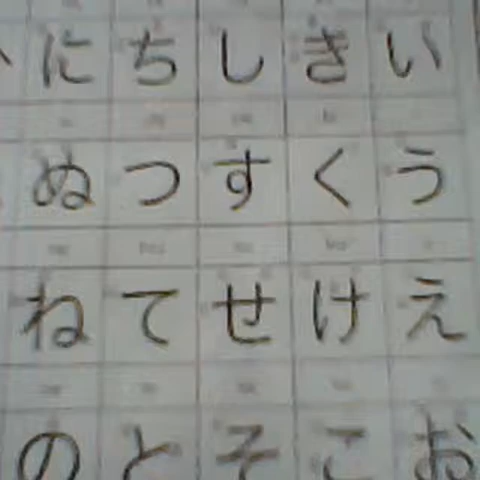 に ち し き い
ぬ つ す く う
ね て せ け え
の と そ こ お